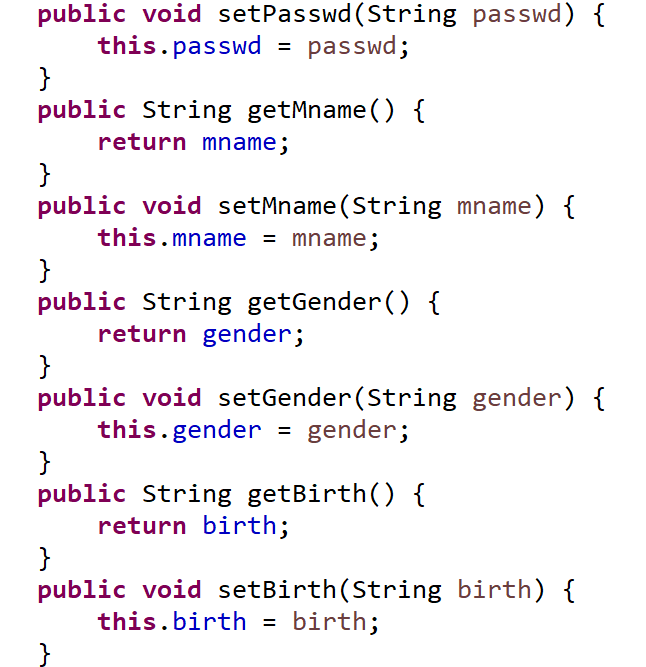 public void setPasswd(String passwd) {
this.passwd = passwd;
}
public String getMname() {
return mname;
}
public void setMname(String mname) {
this.mname = mname;
}
public String getGender() {
return gender;
}
public void setGender(String gender) {
this.gender = gender;
}
public String getBirth() {
return birth;
}
public void setBirth(String birth) {
this.birth = birth;
}